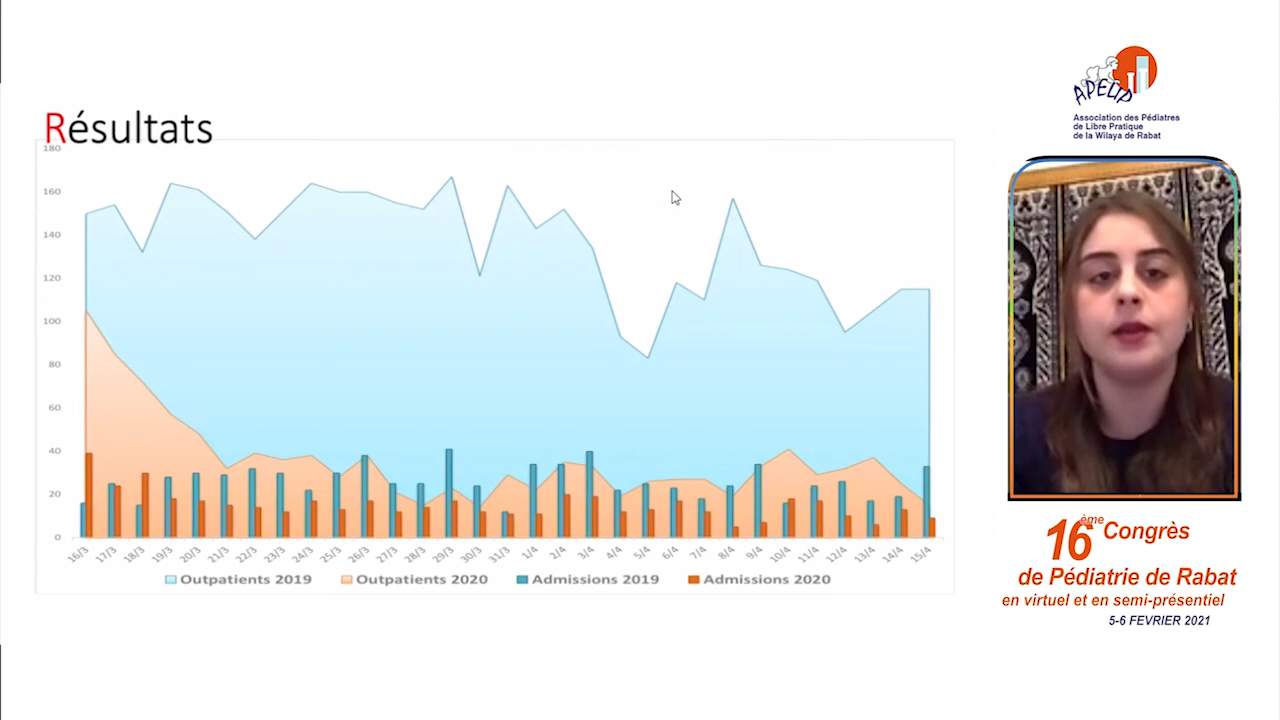 Résultats
180
160
140
120
100
80
60
40
20
0
16/3 17/3 18/3 19/3 20/3 21/3 22/3 23/3 24/3 25/3 26/3 27/3 28/3 29/3 30/3 31/3 1/4 2/4 3/4 4/4 5/4 6/4 7/4 8/4 9/4 10/4 11/4 12/4 13/4 14/4 15/4
Outpatients 2019 Outpatients 2020 Admissions 2019 Admissions 2020
APELIP
Association des Pédiatres
de Libre Pratique
de la Wilaya de Rabat
16ème Congrès
de Pédiatrie de Rabat
en virtuel et en semi-présentiel
5-6 FEVRIER 2021